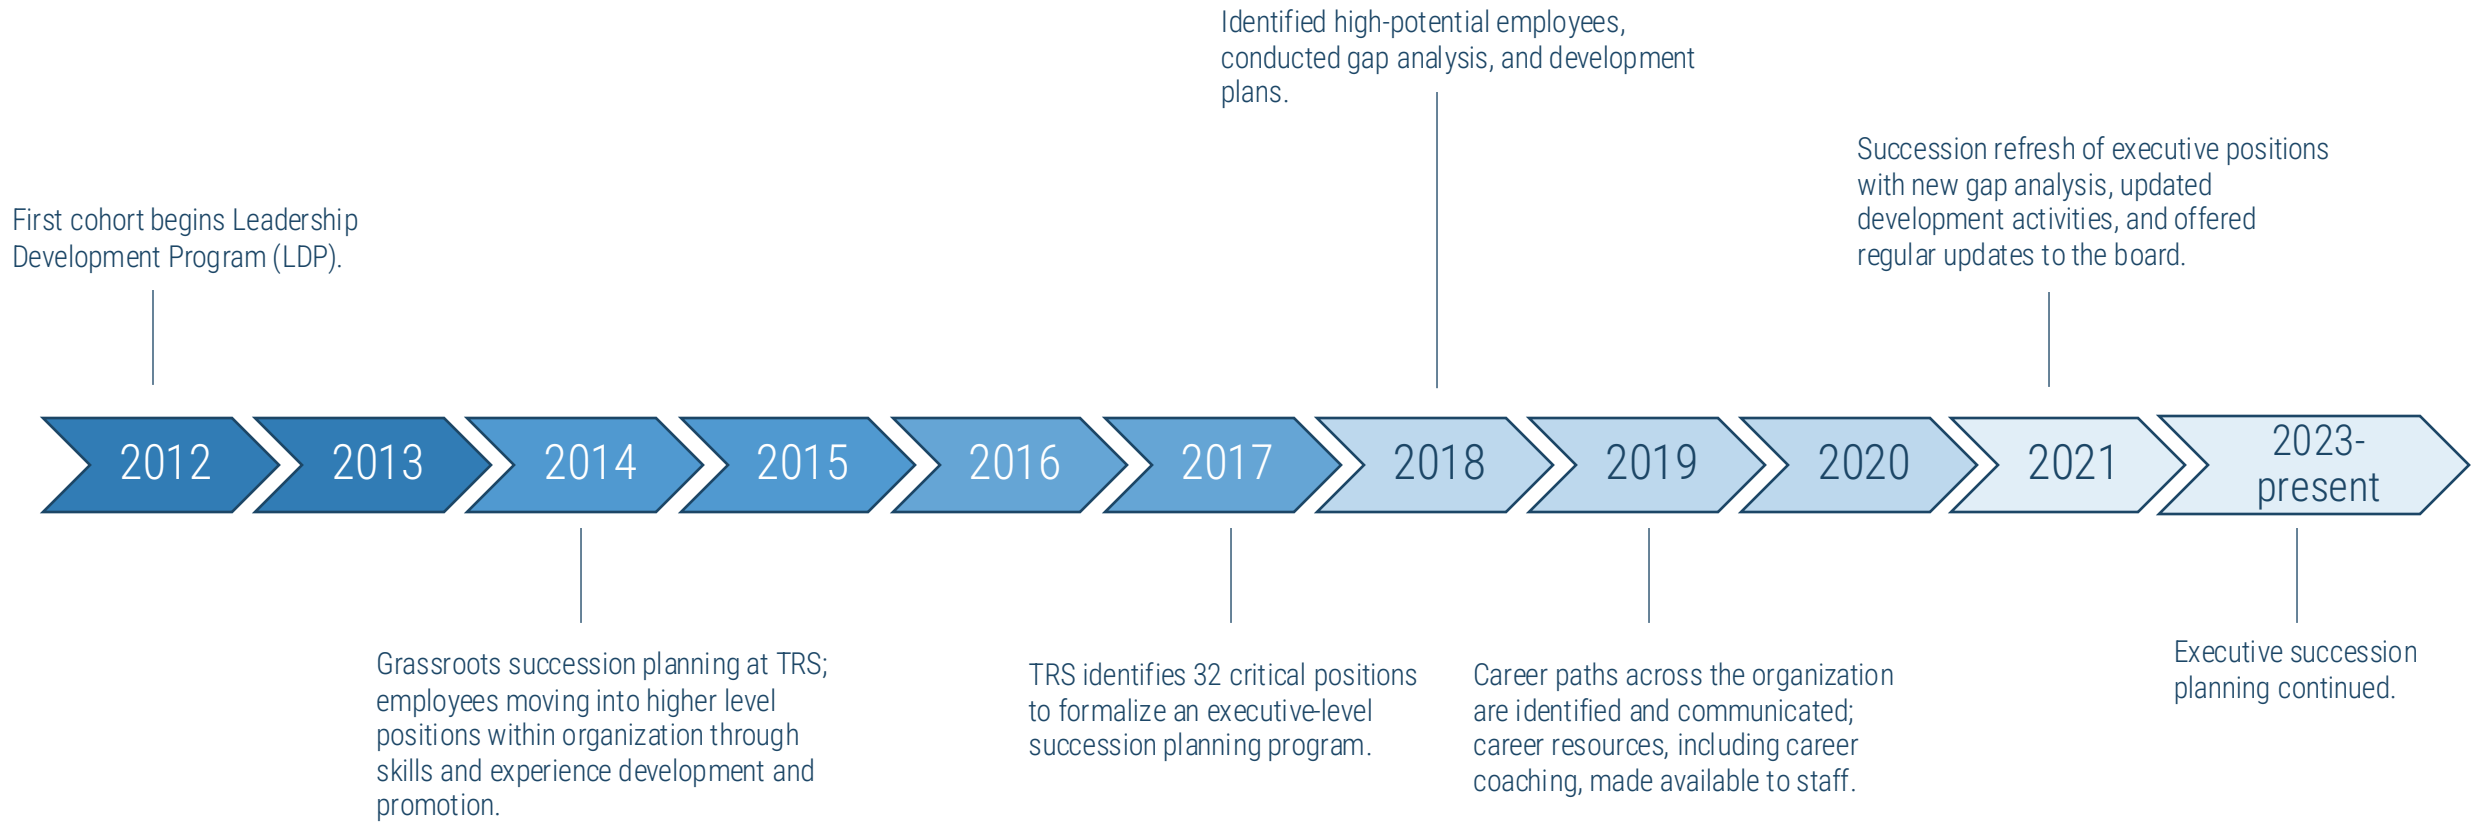 Identified high-potential employees,
conducted gap analysis, and development
plans.
Succession refresh of executive positions
with new gap analysis, updated
development activities, and offered
regular updates to the board.
First cohort begins Leadership
Development Program (LDP).
2012
2013
2014
2015
2016
2017
2018
2019
2020
2021
2023-
present
Grassroots succession planning at TRS;
employees moving into higher level
positions within organization through
skills and experience development and
promotion.
TRS identifies 32 critical positions
to formalize an executive-level
succession planning program.
Career paths across the organization
are identified and communicated;
career resources, including career
coaching, made available to staff.
Executive succession
planning continued.